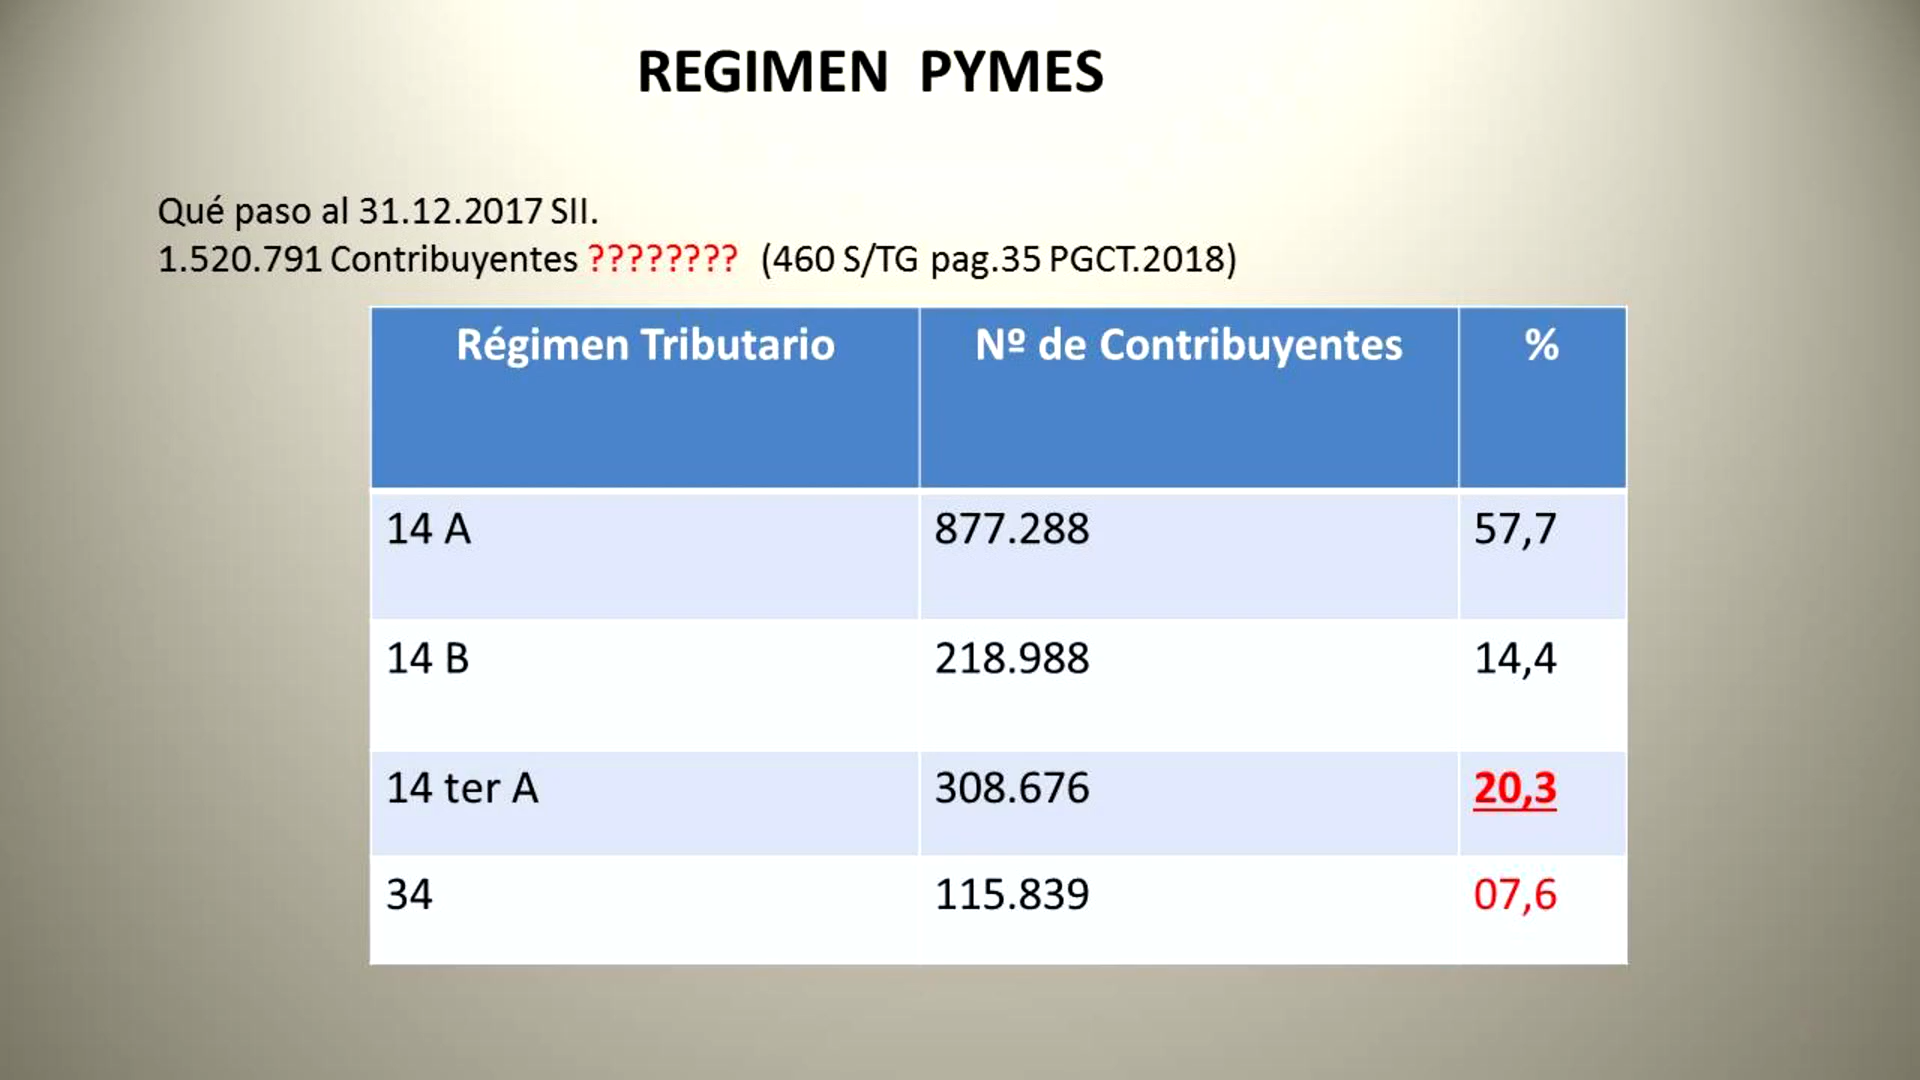 REGIMEN PYMES
Qué paso al 31.12.2017 SII.
1.520.791 Contribuyentes ???????? (460 S/TG pag.35 PGCT.2018)
Régimen Tributario Nº de Contribuyentes %
14 A 877.288 57,7
14 B 218.988 14,4
14 ter A 308.676 20,3
34 115.839 07,6